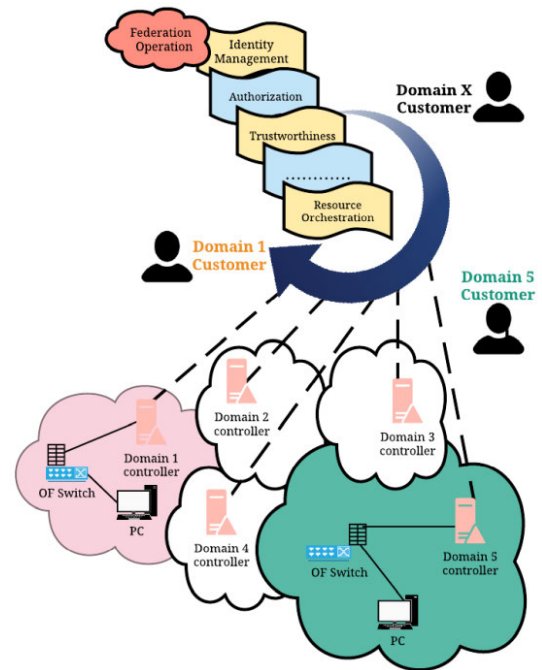 Federation
Operation
Identity
Management
Authorization
Trustworthiness
............
Resource
Orchestration
Domain X
Customer
Domain 1
Customer
Domain 5
Customer
Domain 2
controller
Domain 3
controller
Domain 1
controller
OF Switch
PC
Domain 4
controller
Domain 5
controller
OF Switch
PC